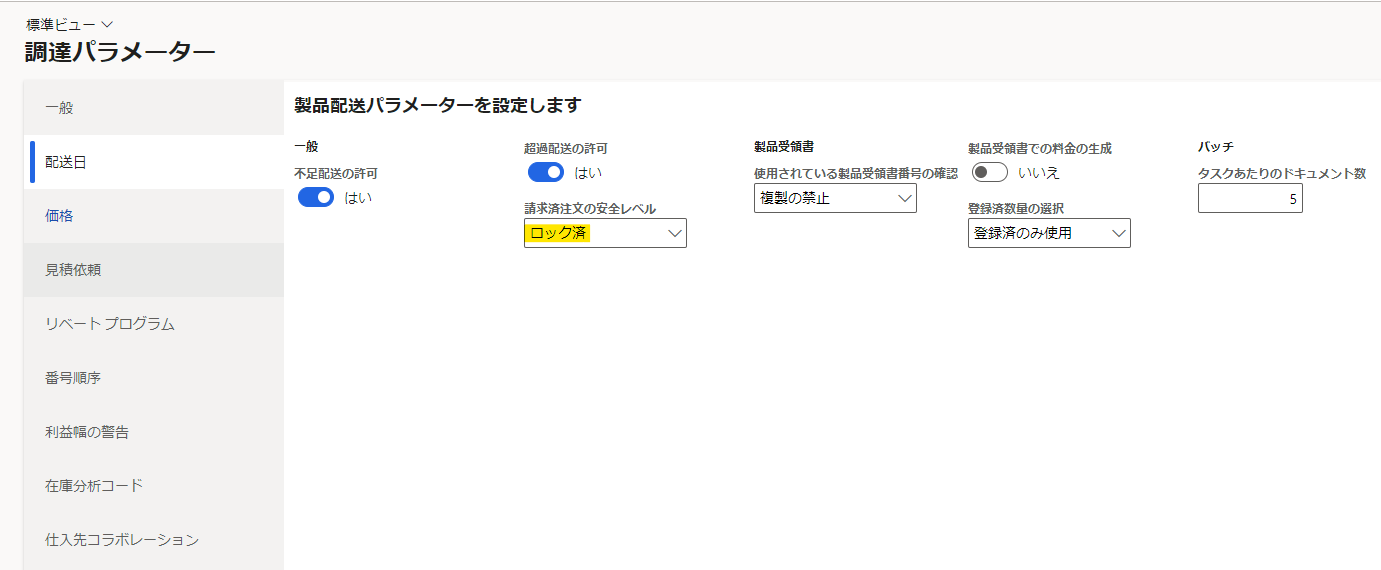 標準ビュー
調達パラメーター
一般
配送日
価格
見積依頼
リベート プログラム
番号順序
利益幅の警告
在庫分析コード
仕入先コラボレーション
製品配送パラメーターを設定します
一般
不足配送の許可
はい
超過配送の許可
はい
請求済注文の安全レベル
ロック済
製品受領書
使用されている製品受領書番号の確認
複製の禁止
製品受領書での料金の生成
いいえ
登録済数量の選択
登録済のみ使用
バッチ
タスクあたりのドキュメント数
5